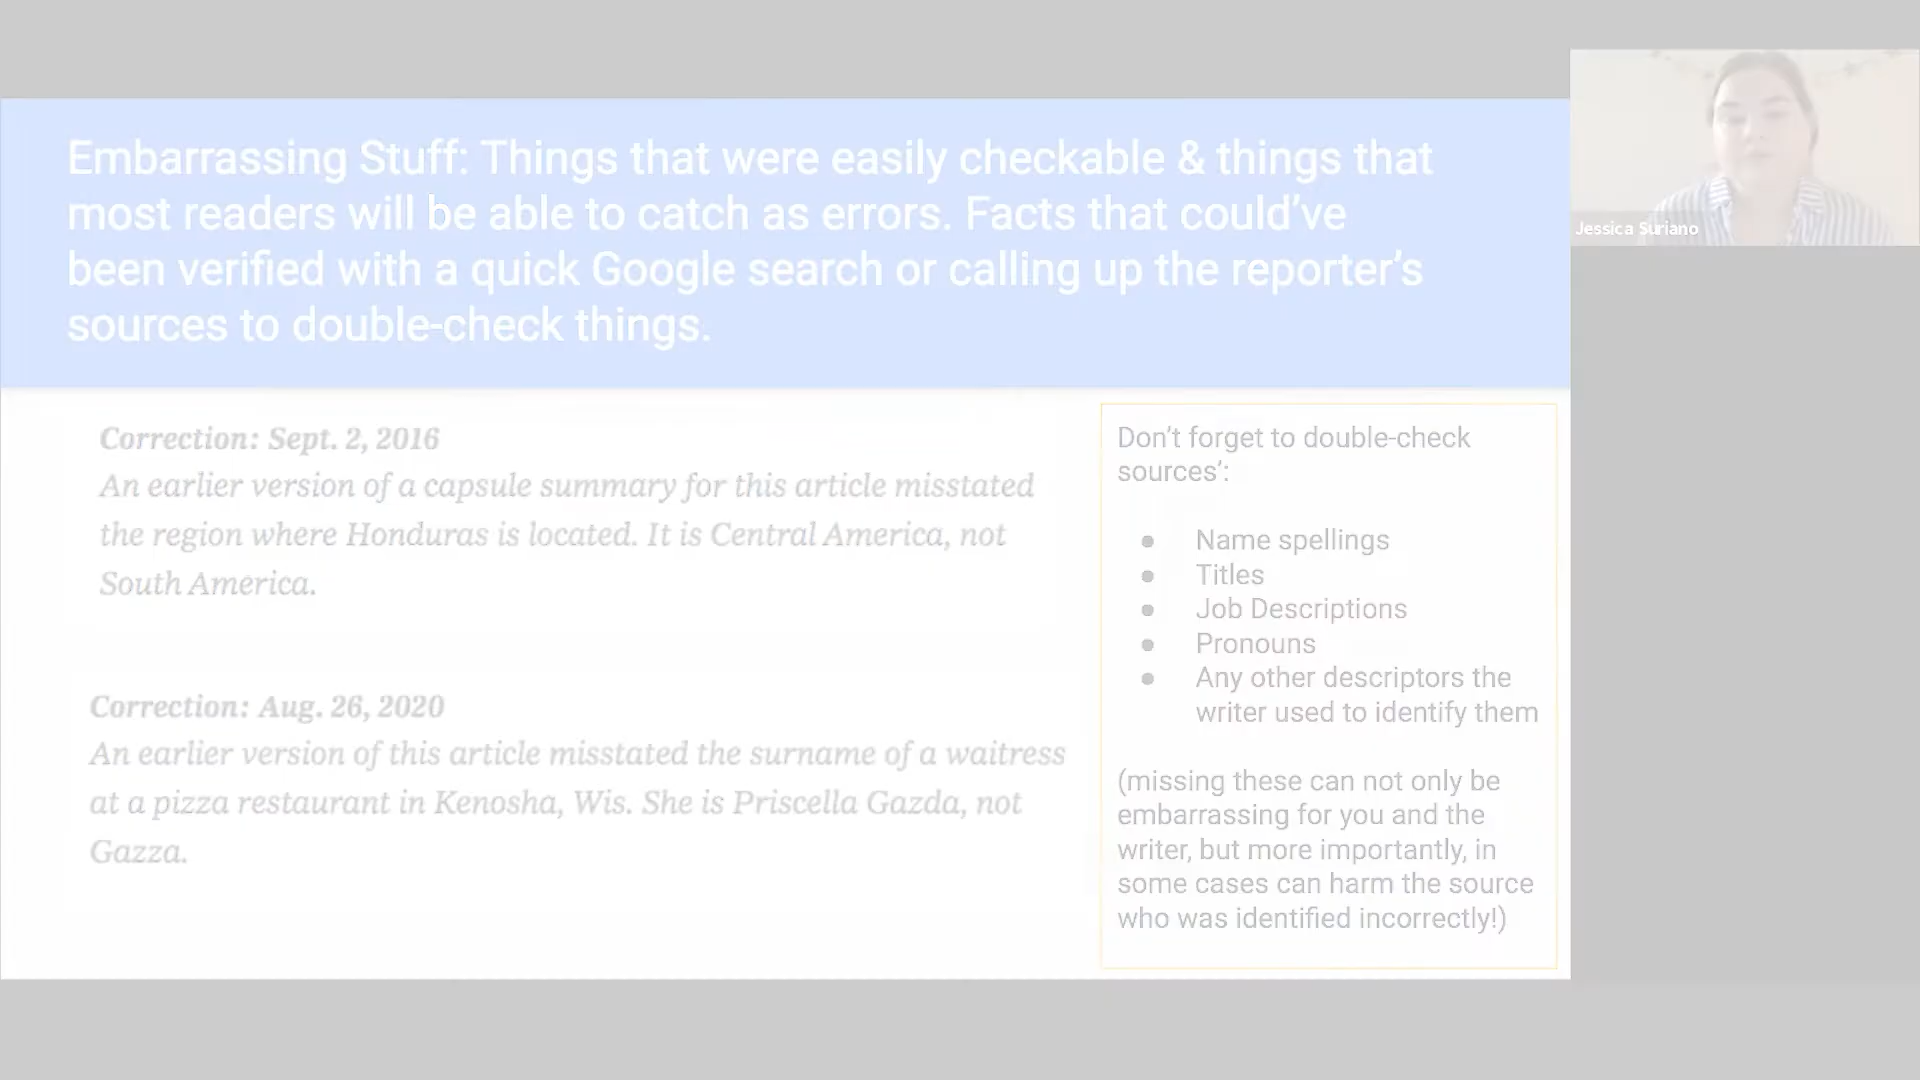 Embarrassing Stuff: Things that were easily checkable & things that
most readers will be able to catch as errors. Facts that could’ve
been verified with a quick Google search or calling up the reporter’s
sources to double-check things.
Jessica Suriano
Correction: Sept. 2, 2016
An earlier version of a capsule summary for this article misstated
the region where Honduras is located. It is Central America, not
South America.
Correction: Aug. 26, 2020
An earlier version of this article misstated the surname of a waitress
at a pizza restaurant in Kenosha, Wis. She is Priscella Gazda, not
Gazza.
Don’t forget to double-check
sources’:
● Name spellings
● Titles
● Job Descriptions
● Pronouns
● Any other descriptors the
writer used to identify them
(missing these can not only be
embarrassing for you and the
writer, but more importantly, in
some cases can harm the source
who was identified incorrectly!)